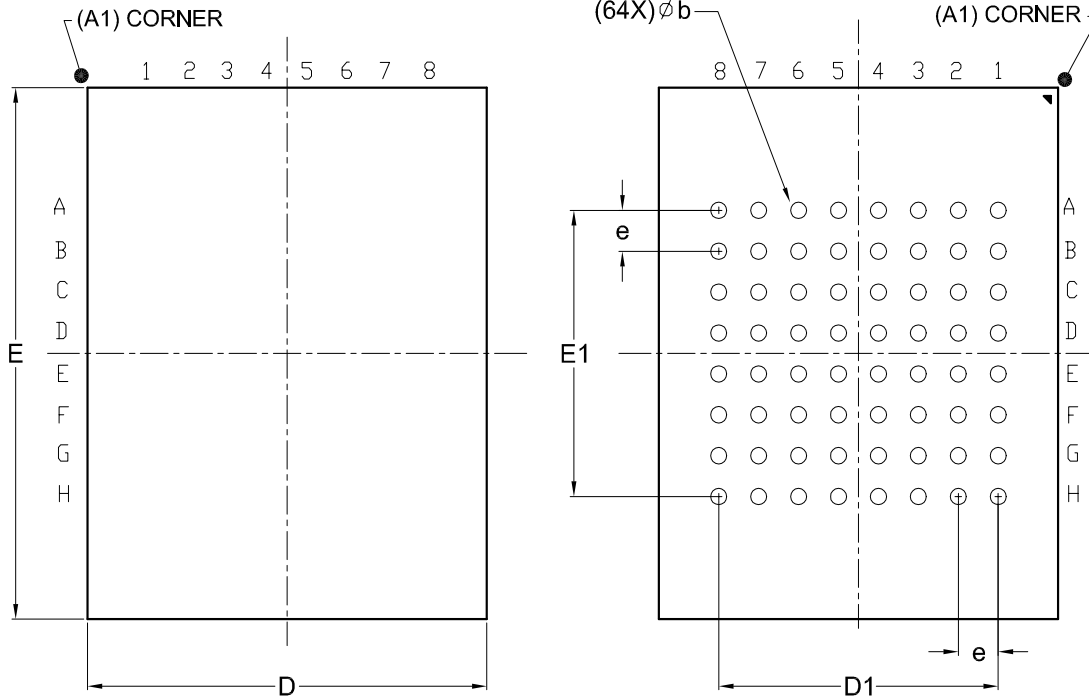 (A1) CORNER
1 2 3 4 5 6 7 8
A
B
C
D
E
F
G
H
E
D
(64X) ⌀ b
(A1) CORNER
8 7 6 5 4 3 2 1
A
B
C
D
E
F
G
H
e
E1
e
D1